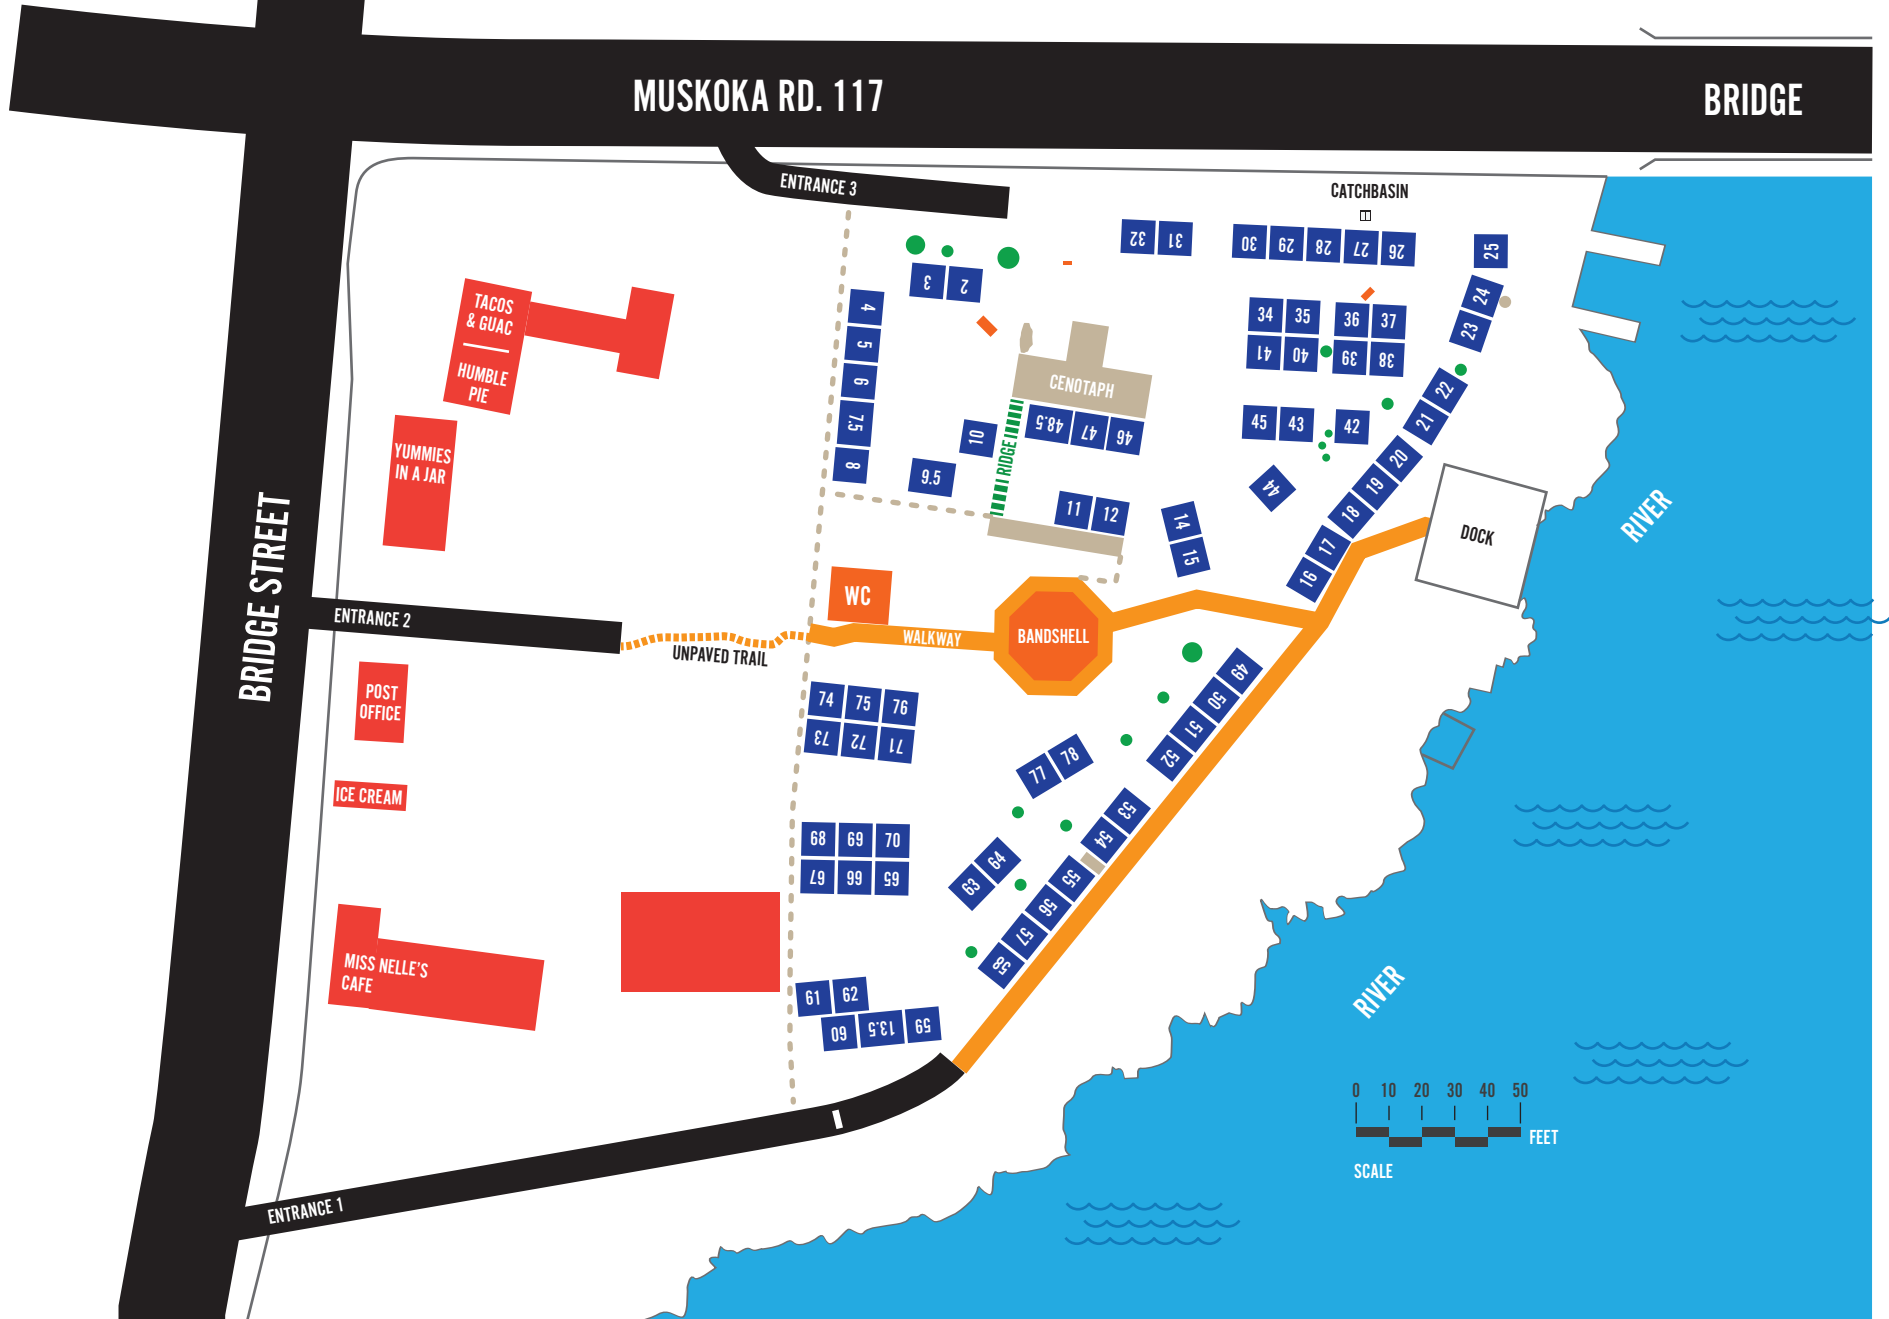 MUSKOKA RD. 117
BRIDGE
ENTRANCE 3
CATCHBASIN
32 31
30 29 28 27 26
25
3 2
24
23
4
5
6
7.5
8
34 35 36 37
41 40 39 38
TACOS
& GUAC
HUMBLE
PIE
CENOTAPH
22
21
45 43 42
48.5 47 46
10
RIDGE
9.5
YUMMIES
IN A JAR
20
19
18
17
16
44
11 12
14
15
DOCK
RIVER
BRIDGE STREET
WC
ENTRANCE 2
UNPAVED TRAIL
WALKWAY
BANDSHELL
POST
OFFICE
74 75 76
73 72 71
49
50
51
52
77 78
ICE CREAM
53
54
68 69 70
67 66 65
63 64
55
56
57
58
MISS NELLE'S
CAFE
61 62
60 13.5 59
RIVER
0 10 20 30 40 50
FEET
SCALE
ENTRANCE 1